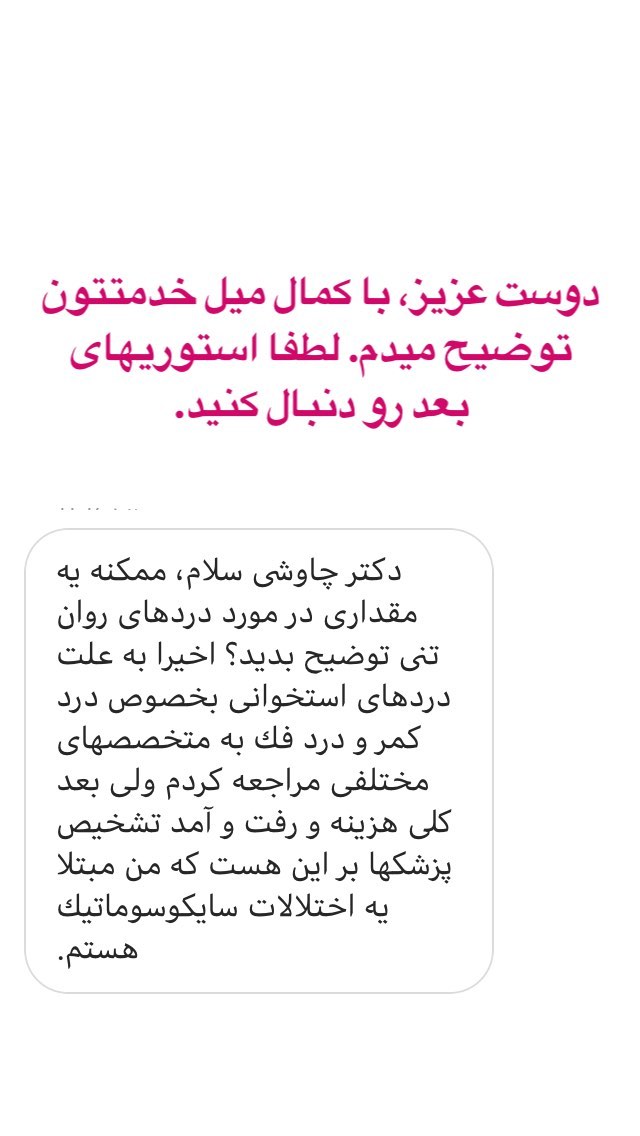 دوست عزیز، با کمال میل خدمتتون
توضیح میدم. لطفا استوریهای
بعد رو دنبال کنید.
دکتر چاوشی سلام، ممکنه یه
مقداری در مورد دردهای روان
تنی توضیح بدید؟ اخیرا به علت
دردهای استخوانی بخصوص درد
کمر و درد فك به متخصصهای
مختلفی مراجعه کردم ولی بعد
کلی هزینه و رفت و آمد تشخیص
پزشکها بر این هست که من مبتلا
یه اختلالات سایکوسوماتیك
هستم.